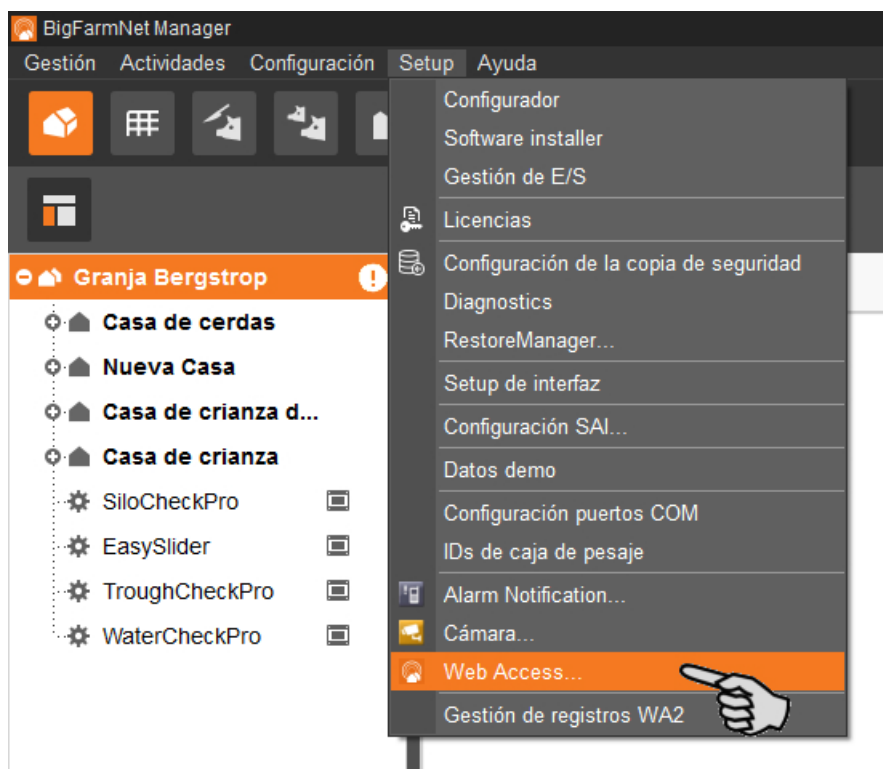 BigFarmNet Manager
Gestión Actividades Configuración Setup Ayuda
Configurador
Software installer
Gestión de E/S
Licencias
Configuración de la copia de seguridad
Diagnostics
RestoreManager...
Setup de interfaz
Configuración SAI...
Datos demo
Configuración puertos COM
IDs de caja de pesaje
Alarm Notification...
Cámara...
Web Access...
Gestión de registros WA2
Granja Bergstrop
Casa de cerdas
Nueva Casa
Casa de crianza d...
Casa de crianza
SiloCheckPro
EasySlider
TroughCheckPro
WaterCheckPro